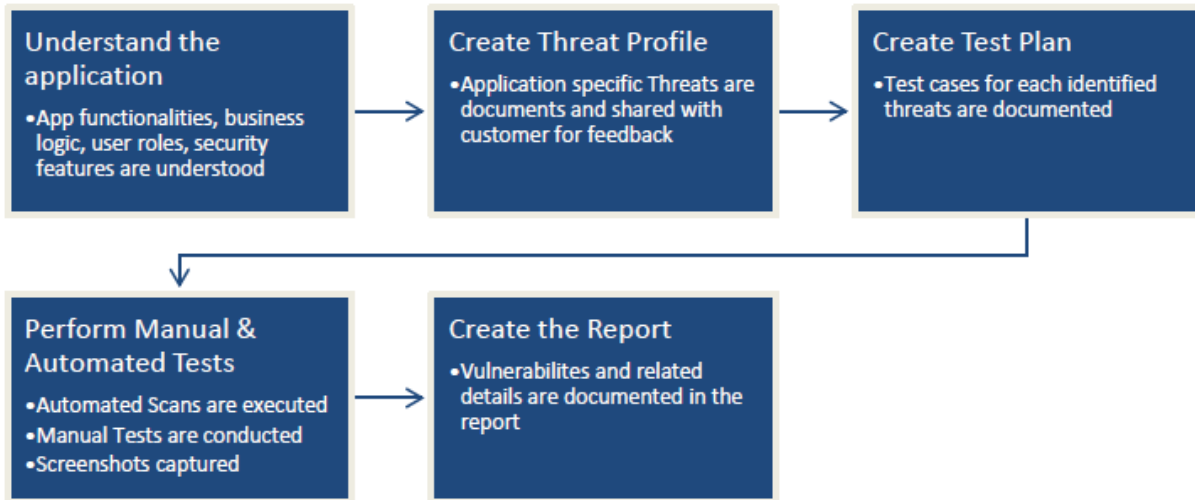 Understand the
application
•App functionalities, business
logic, user roles, security
features are understood
Create Threat Profile
•Application specific Threats are
documents and shared with
customer for feedback
Create Test Plan
•Test cases for each identified
threats are documented
Perform Manual &
Automated Tests
•Automated Scans are executed
•Manual Tests are conducted
•Screenshots captured
Create the Report
•Vulnerabilites and related
details are documented in the
report